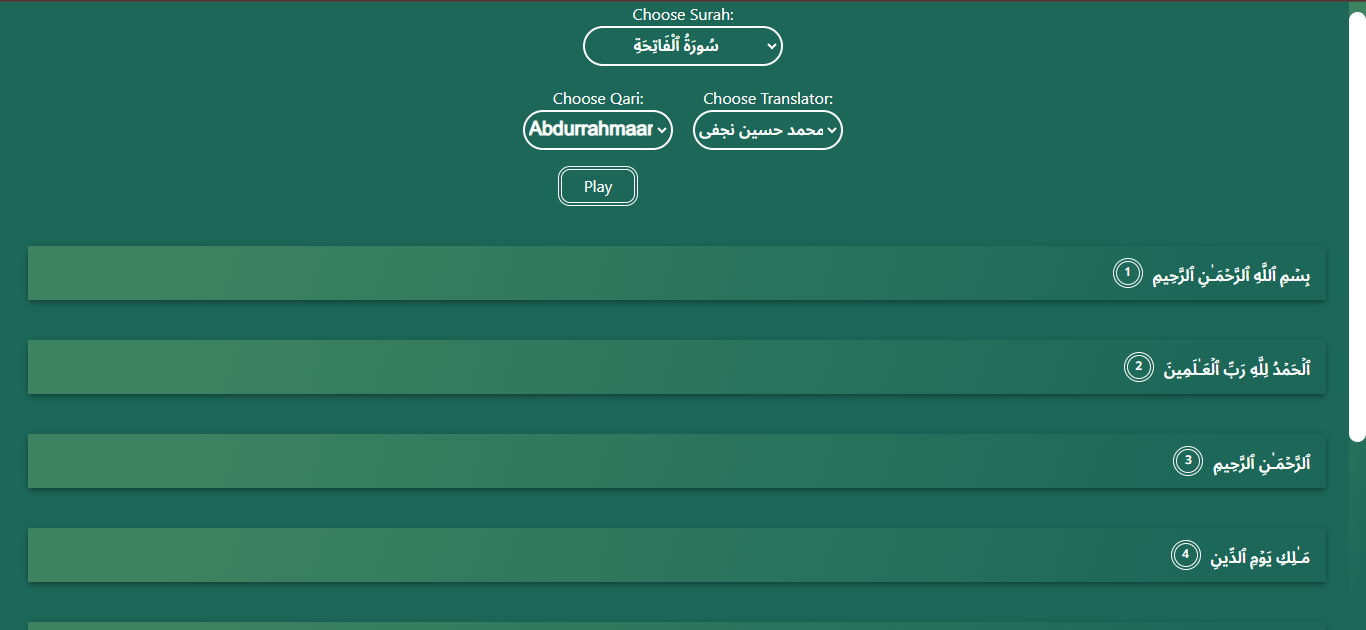 Choose Surah:
سُورَةُ ٱلْفَاتِحَةِ
Choose Qari: Choose Translator:
Abdurrahmaan محمد حسین نجفی
Play
بِسْمِ ٱللَّهِ ٱلرَّحْمَـٰنِ ٱلرَّحِيمِ 1
ٱلْحَمْدُ لِلَّهِ رَبِّ ٱلْعَـٰلَمِينَ 2
ٱلرَّحْمَـٰنِ ٱلرَّحِيمِ 3
مَـٰلِكِ يَوْمِ ٱلدِّينِ 4